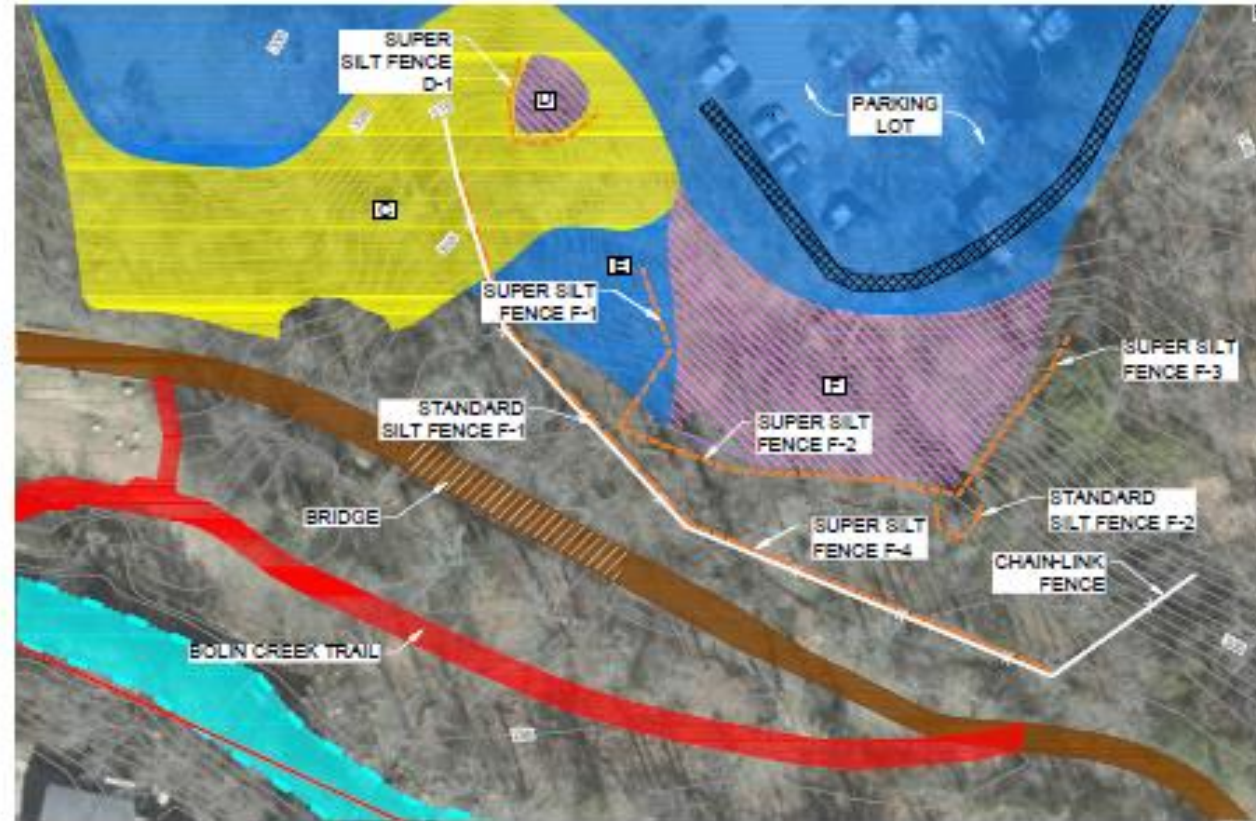 SUPER
SILT FENCE
D-1
D
PARKING
LOT
C
E
SUPER SILT
FENCE F-1
SUPER SILT
FENCE F-3
F
STANDARD
SILT FENCE F-1
SUPER SILT
FENCE F-2
BRIDGE
SUPER SILT
FENCE F-4
STANDARD
SILT FENCE F-2
CHAIN-LINK
FENCE
BOLIN CREEK TRAIL